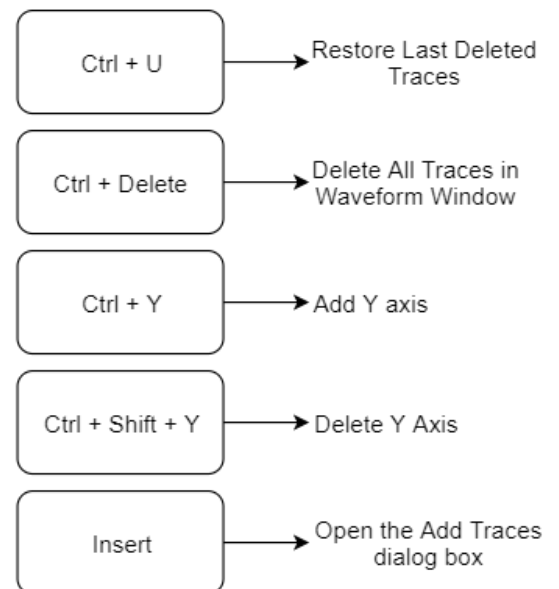 Ctrl + U
Restore Last Deleted
Traces
Ctrl + Delete
Delete All Traces in
Waveform Window
Ctrl + Y
Add Y axis
Ctrl + Shift + Y
Delete Y Axis
Insert
Open the Add Traces
dialog box